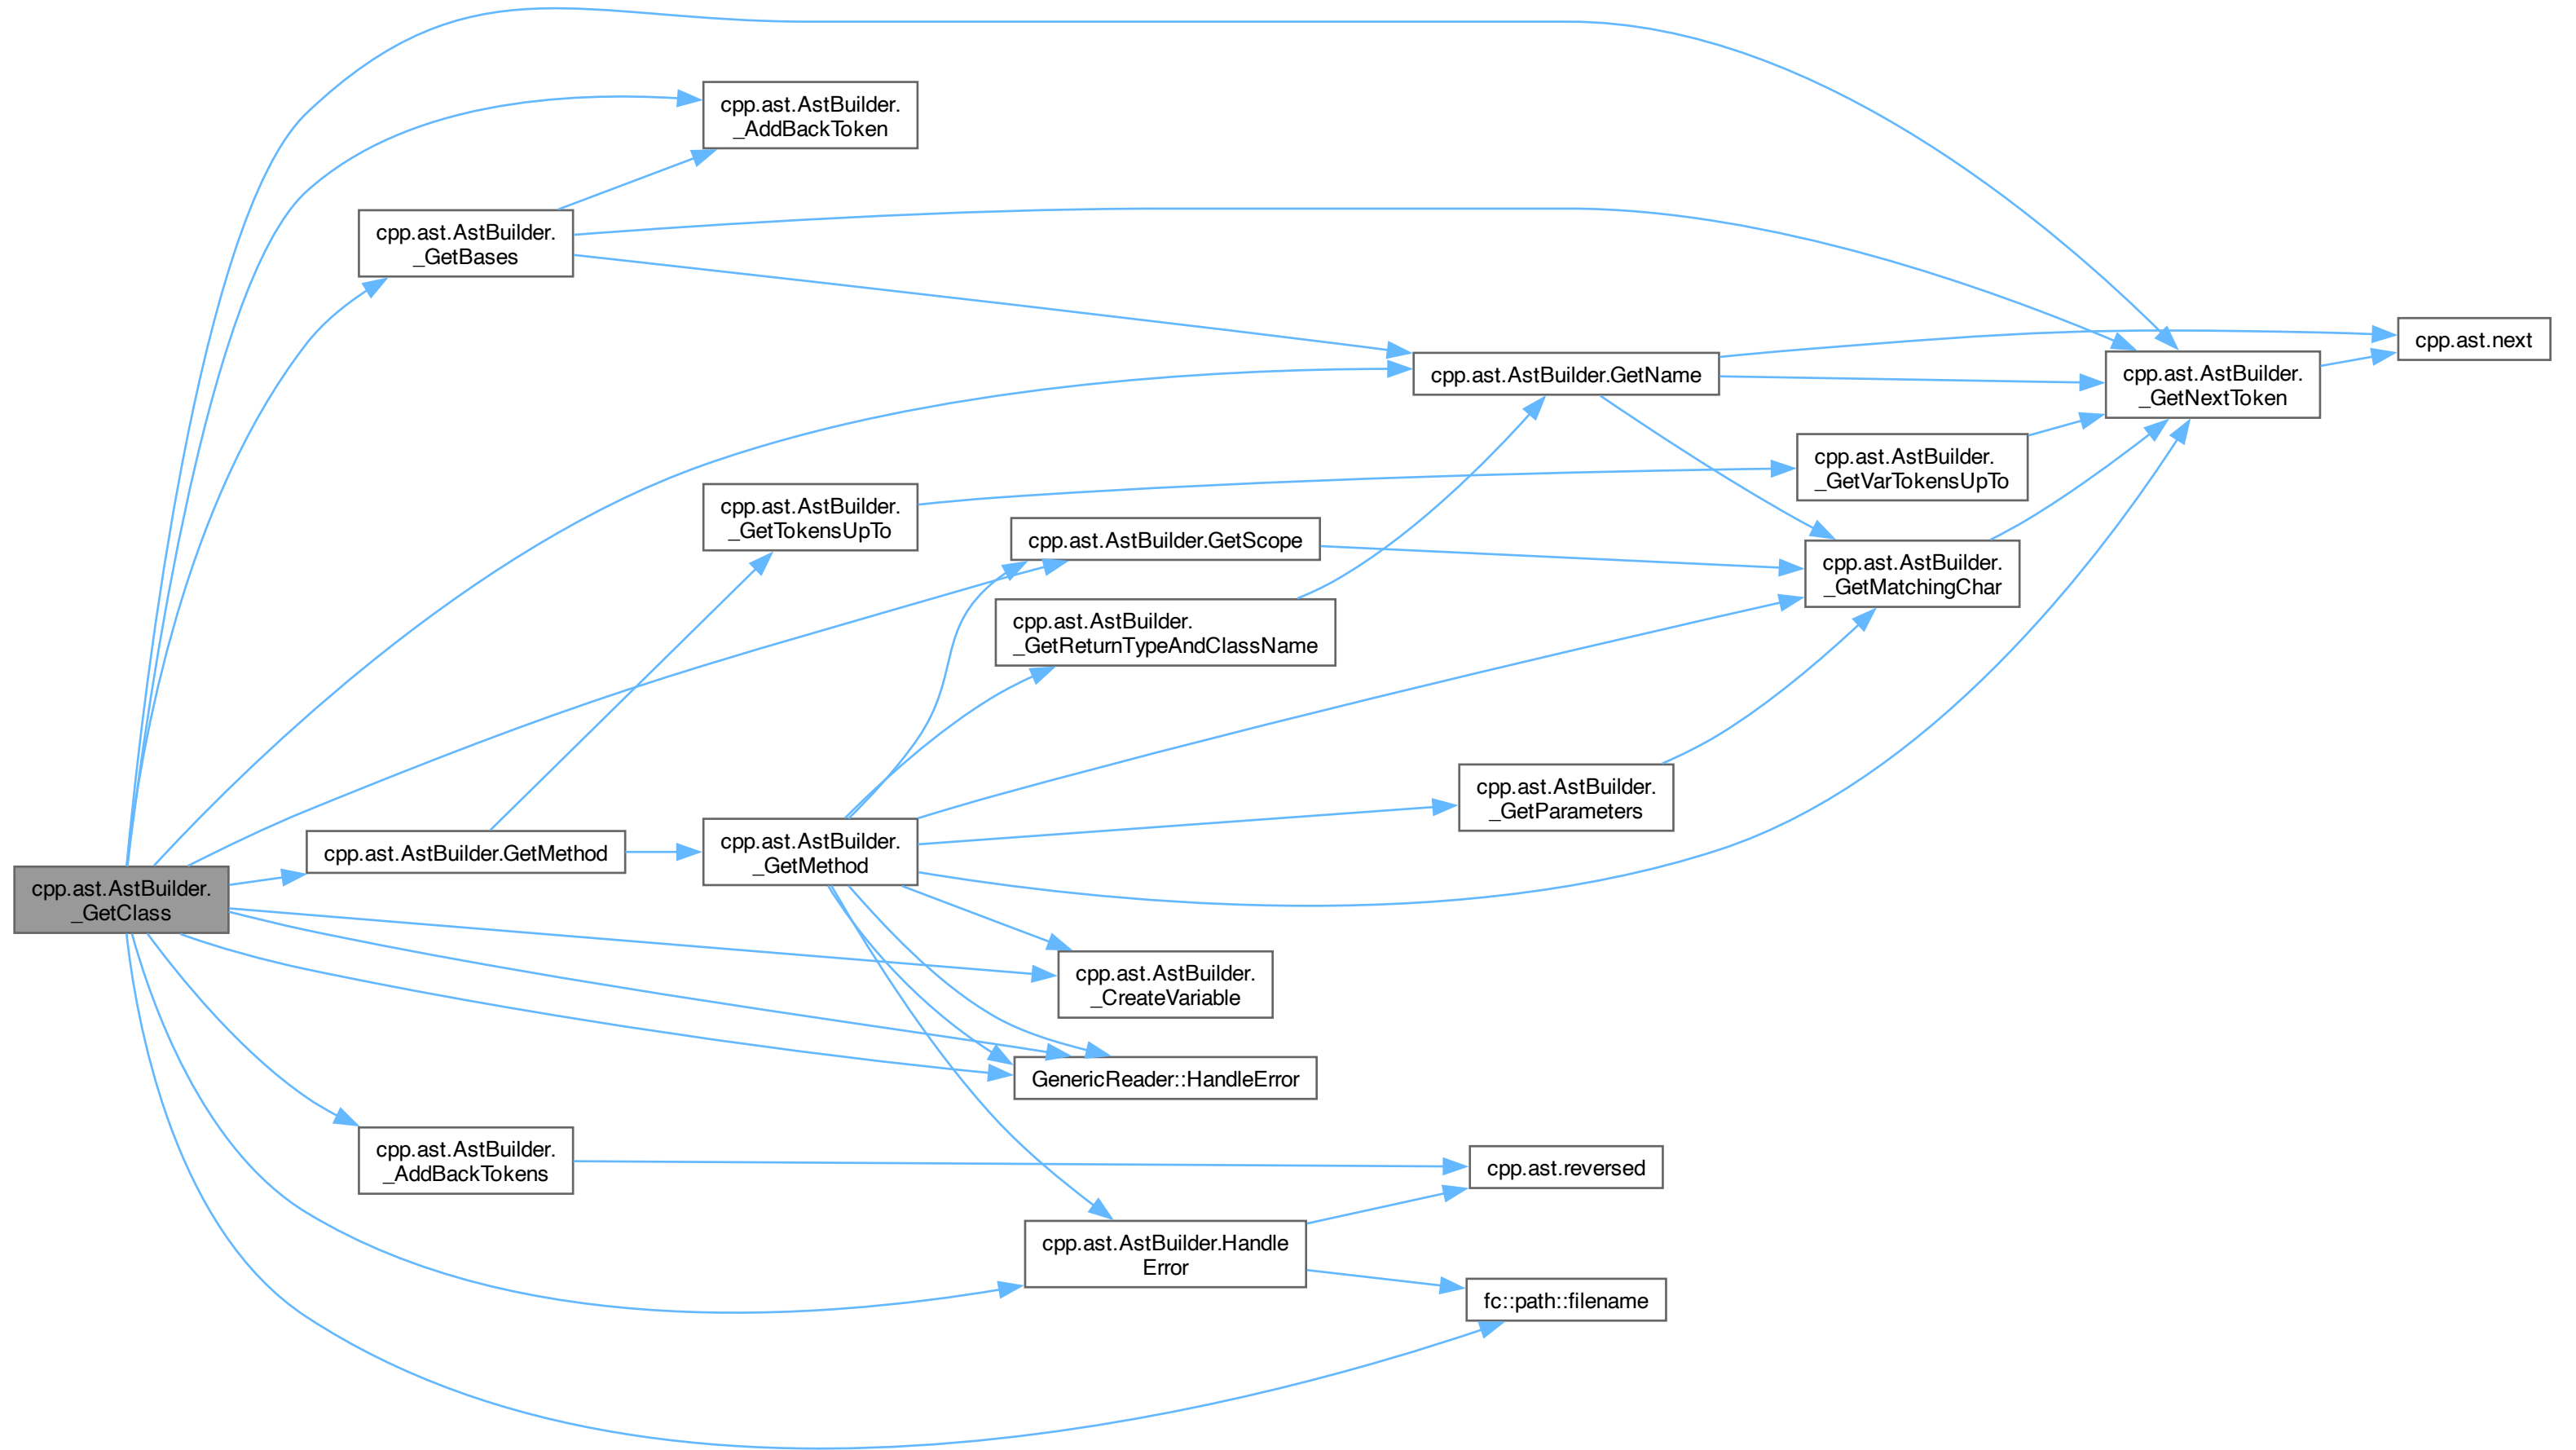 cpp.ast.AstBuilder.
_AddBackToken
cpp.ast.AstBuilder.
_GetBases
cpp.ast.next
cpp.ast.AstBuilder.GetName
cpp.ast.AstBuilder.
_GetNextToken
cpp.ast.AstBuilder.
_GetVarTokensUpTo
cpp.ast.AstBuilder.
_GetTokensUpTo
cpp.ast.AstBuilder.GetScope
cpp.ast.AstBuilder.
_GetMatchingChar
cpp.ast.AstBuilder.
_GetReturnTypeAndClassName
cpp.ast.AstBuilder.
_GetParameters
cpp.ast.AstBuilder.GetMethod
cpp.ast.AstBuilder.
_GetMethod
cpp.ast.AstBuilder.
_GetClass
cpp.ast.AstBuilder.
_CreateVariable
GenericReader::HandleError
cpp.ast.AstBuilder.
_AddBackTokens
cpp.ast.reversed
cpp.ast.AstBuilder.Handle
Error
fc::path::filename